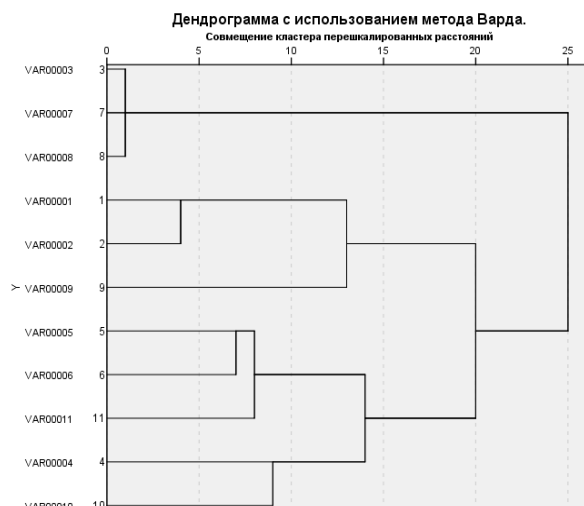 Дендрограмма с использованием метода Варда.
Совмещение кластера перешкалированных расстояний
0 5 10 15 20 25
VAR00003 3
VAR00007 7
VAR00008 8
VAR00001 1
VAR00002 2
Y VAR00009 9
VAR00005 5
VAR00006 6
VAR00011 11
VAR00004 4
VAR00010 10